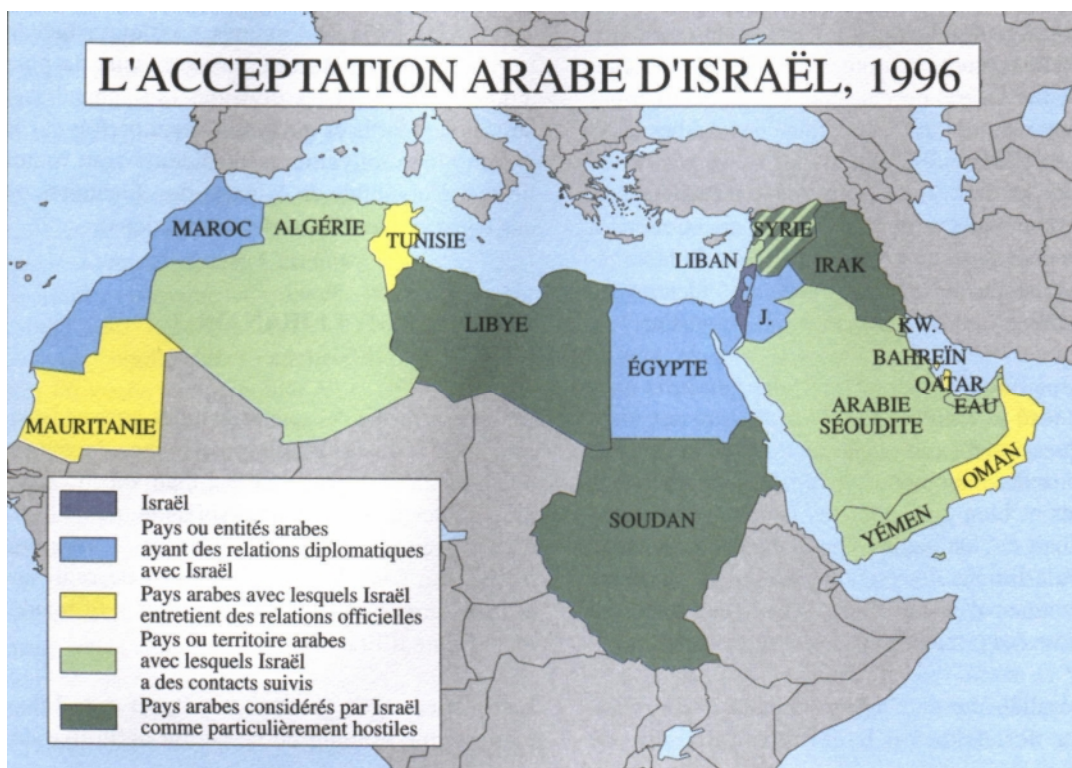 L'ACCEPTATION ARABE D'ISRAËL, 1996
MAROC
ALGÉRIE
TUNISIE
SYRIE
LIBAN
IRAK
LIBYE
J.
KW.
ÉGYPTE
BAHREÏN
QATAR
EAU
ARABIE
SÉOUDITE
MAURITANIE
OMAN
SOUDAN
YÉMEN
Israël
Pays ou entités arabes
ayant des relations diplomatiques
avec Israël
Pays arabes avec lesquels Israël
entretient des relations officielles
Pays ou territoire arabes
avec lesquels Israël
a des contacts suivis
Pays arabes considérés par Israël
comme particulièrement hostiles